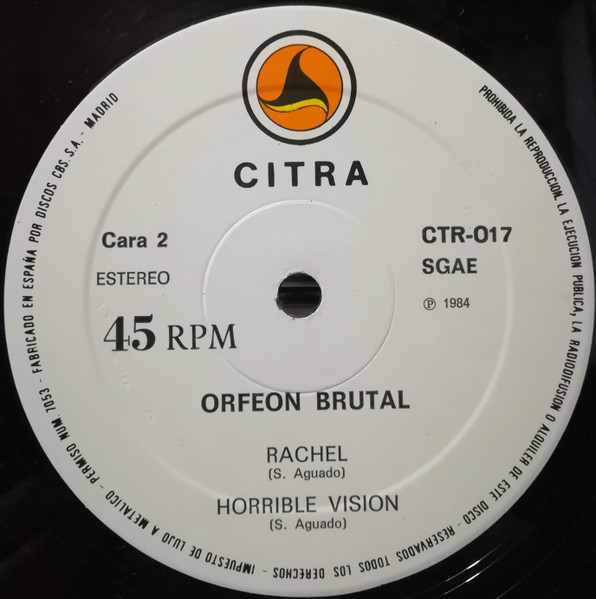 CITRA
Cara 2
ESTEREO
45 RPM
CTR-017
SGAE
℗ 1984
ORFEON BRUTAL
RACHEL
(S. Aguado)
HORRIBLE VISION
(S. Aguado)
PROHIBIDA LA REPRODUCCION, LA EJECUCION PUBLICA, LA RADIODIFUSION O ALQUILER DE ESTE DISCO - RESERVADOS TODOS LOS DERECHOS - IMPUESTO DE LUJO A METALICO - PERMISO NUM. 7053 - FABRICADO EN ESPAÑA POR DISCOS CBS. S.A. - MADRID